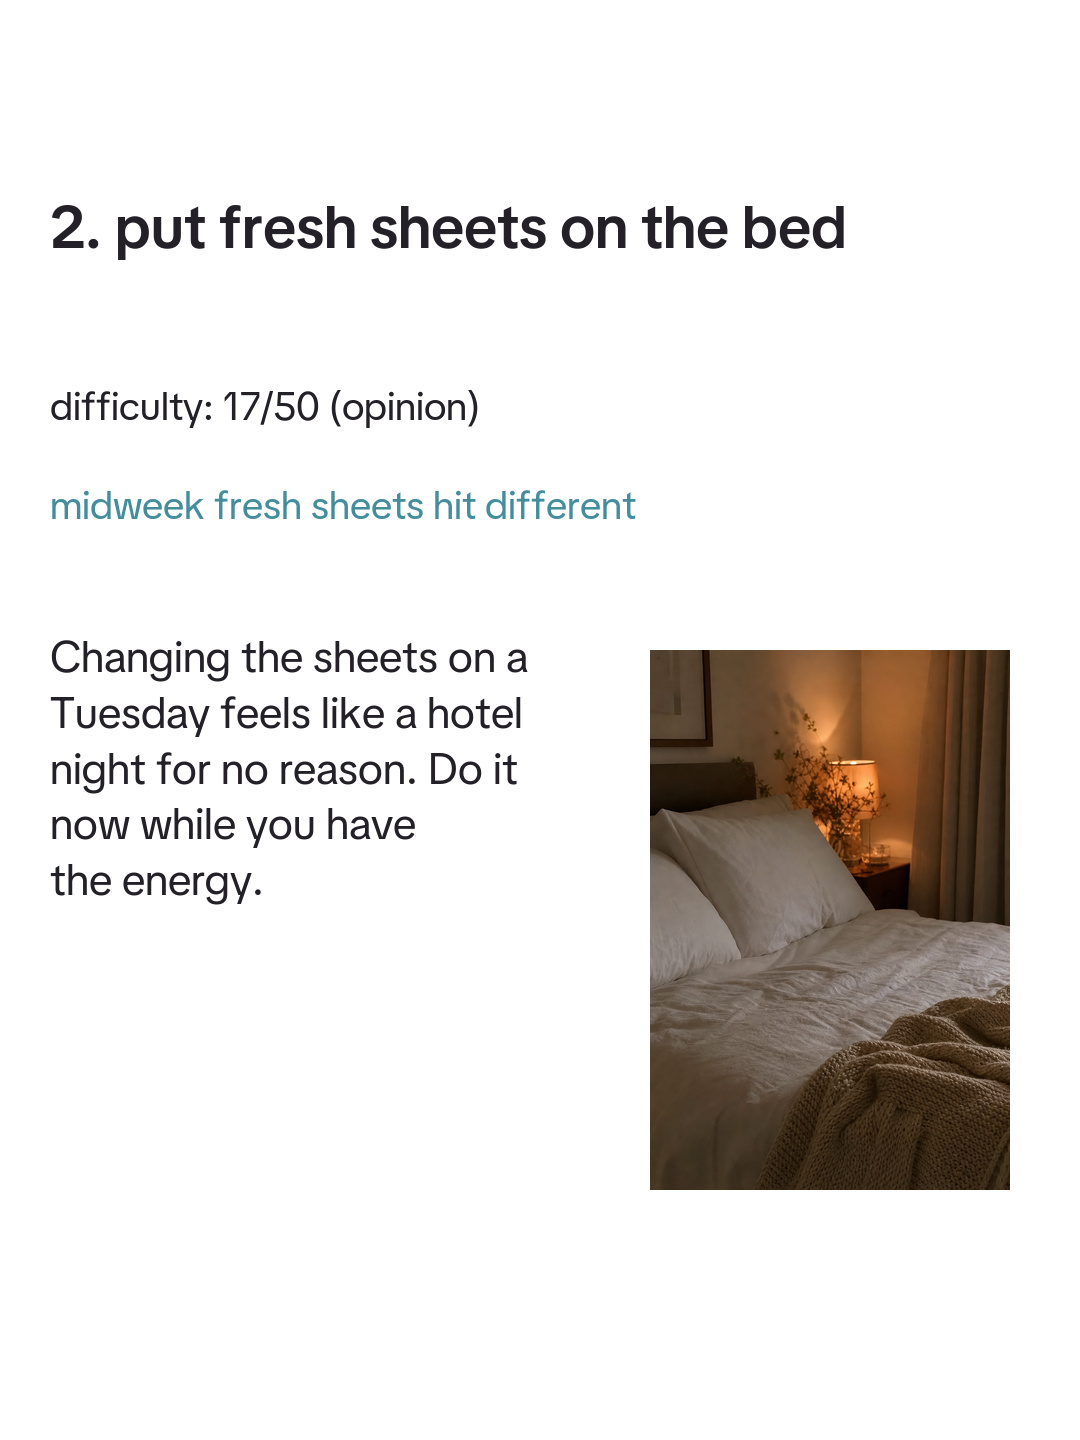 2. put fresh sheets on the bed
difficulty: 17/50 (opinion)
midweek fresh sheets hit different
Changing the sheets on a
Tuesday feels like a hotel
night for no reason. Do it
now while you have
the energy.